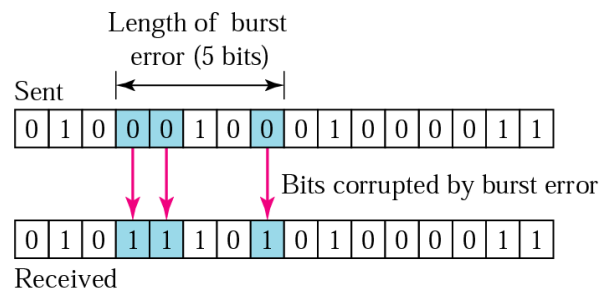 Length of burst
error (5 bits)
Sent
0 1 0 0 0 1 0 0 0 1 0 0 0 0 1 1
Bits corrupted by burst error
0 1 0 1 1 1 0 1 0 1 0 0 0 0 1 1
Received